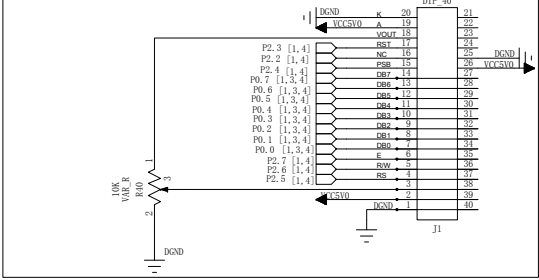 DIP_40
DGND K 20 21
VCC5V0 A 19 22
VOUT 18 23
P2.3 [1,4] RST 17 24
P2.2 [1,4] NC 16 25 DGND
P2.4 [1,4] PSB 15 26 VCC5V0
P0.7 [1,3,4] DB7 14 27
P0.6 [1,3,4] DB6 13 28
P0.5 [1,3,4] DB5 12 29
P0.4 [1,3,4] DB4 11 30
P0.3 [1,3,4] DB3 10 31
P0.2 [1,3,4] DB2 9 32
P0.1 [1,3,4] DB1 8 33
P0.0 [1,3,4] DB0 7 34
P2.7 [1,4] E 6 35
P2.6 [1,4] R/W 5 36
P2.5 [1,4] RS 4 37
3 38
VCC5V0 2 39
DGND 1 40
J1
1
3
2
10K
VAR_R
R40
DGND